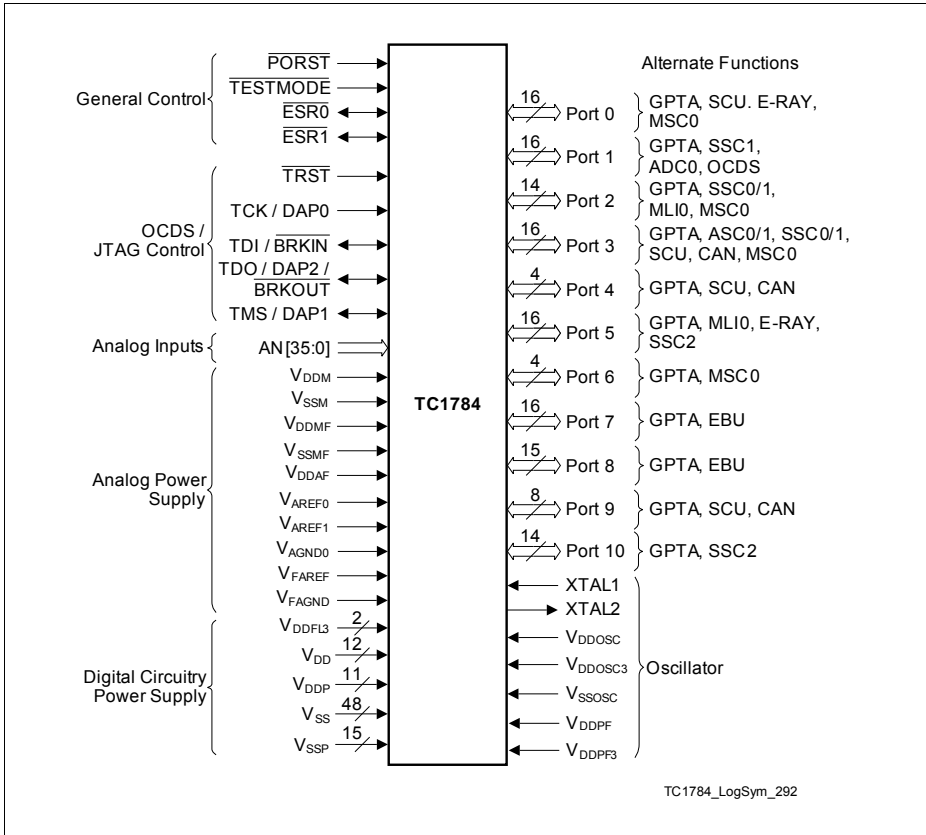 General Control
PORST
TESTMODE
ESR0
ESR1
OCDS /
JTAG Control
TRST
TCK / DAP0
TDI / BRKIN
TDO / DAP2 /
BRKOUT
TMS / DAP1
Analog Inputs
AN[35:0]
Analog Power
Supply
VDDM
VSSM
VDDMF
VSSMF
VDDAF
VAREF0
VAREF1
VAGND0
VFAREF
VFAGND
Digital Circuitry
Power Supply
VDDFL3 2
VDD 12
VDDP 11
VSS 48
VSSP 15
TC1784
Alternate Functions
16 Port 0 GPTA, SCU. E-RAY,
MSC0
16 Port 1 GPTA, SSC1,
ADC0, OCDS
14 Port 2 GPTA, SSC0/1,
MLI0, MSC0
16 Port 3 GPTA, ASC0/1, SSC0/1,
SCU, CAN, MSC0
4 Port 4 GPTA, SCU, CAN
16 Port 5 GPTA, MLI0, E-RAY,
SSC2
4 Port 6 GPTA, MSC0
16 Port 7 GPTA, EBU
15 Port 8 GPTA, EBU
8 Port 9 GPTA, SCU, CAN
14 Port 10 GPTA, SSC2
XTAL1
XTAL2
VDDOSC
VDDOSC3
VSSOSC
VDDPF
VDDPF3
Oscillator
TC1784_LogSym_292